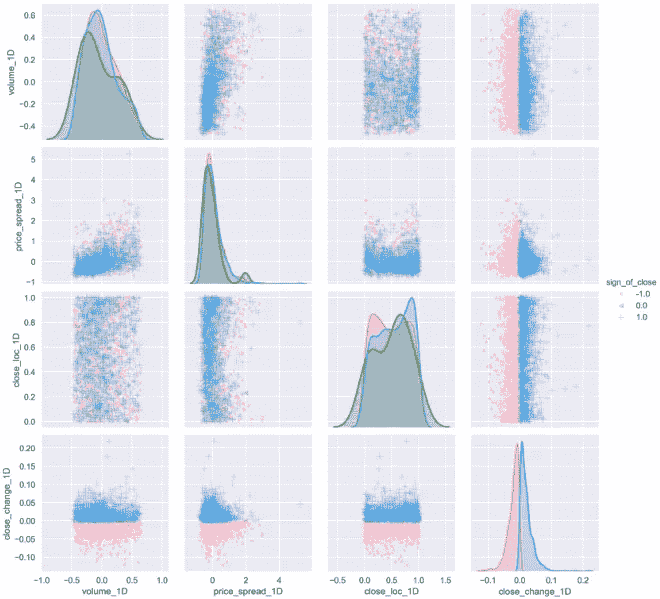 volume_1D
0.6
0.4
0.2
0.0
−0.2
−0.4
price_spread_1D
5
4
3
2
1
0
−1
close_loc_1D
1.0
0.8
0.6
0.4
0.2
0.0
close_change_1D
0.20
0.15
0.10
0.05
0.00
−0.05
−0.10
−1.0 −0.5 0.0 0.5 1.0
volume_1D
0 2 4
price_spread_1D
−0.5 0.0 0.5 1.0 1.5
close_loc_1D
−0.1 0.0 0.1 0.2
close_change_1D
sign_of_close
-1.0
0.0
1.0